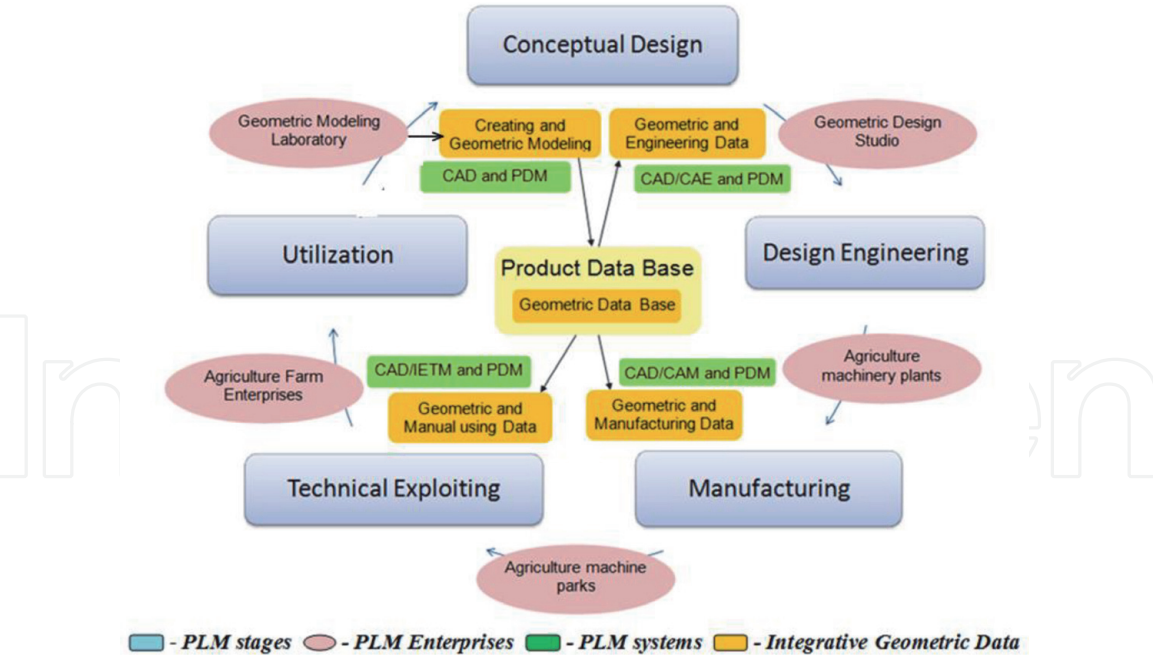 Conceptual Design
Geometric Modeling
Laboratory
Creating and
Geometric Modeling
Geometric and
Engineering Data
Geometric Design
Studio
CAD and PDM
CAD/CAE and PDM
Utilization
Product Data Base
Geometric Data Base
Design Engineering
Agriculture Farm
Enterprises
CAD/IETM and PDM
CAD/CAM and PDM
Agriculture
machinery plants
Geometric and
Manual using Data
Geometric and
Manufacturing Data
Technical Exploiting
Manufacturing
Agriculture machine
parks
- PLM stages
- PLM Enterprises
- PLM systems
- Integrative Geometric Data